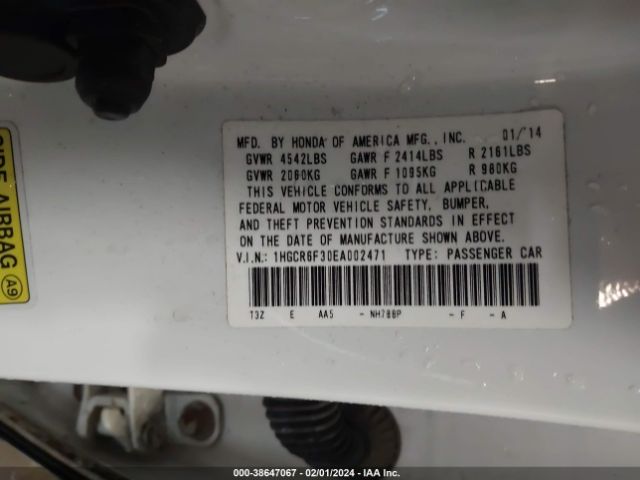 MFD. BY HONDA OF AMERICA MFG., INC. 01/14
GVWR 4542LBS GAWR F 2414LBS R 2161LBS
GVWR 2060KG GAWR F 1095KG R 980KG
THIS VEHICLE CONFORMS TO ALL APPLICABLE
FEDERAL MOTOR VEHICLE SAFETY, BUMPER,
AND THEFT PREVENTION STANDARDS IN EFFECT
ON THE DATE OF MANUFACTURE SHOWN ABOVE.
V.I.N.: 1HGCR6F30EA002471 TYPE: PASSENGER CAR
T3Z E AA5 - NH788P - F - A
SIDE AIRBAG
A9
000-38647067 - 02/01/2024 - IAA Inc.